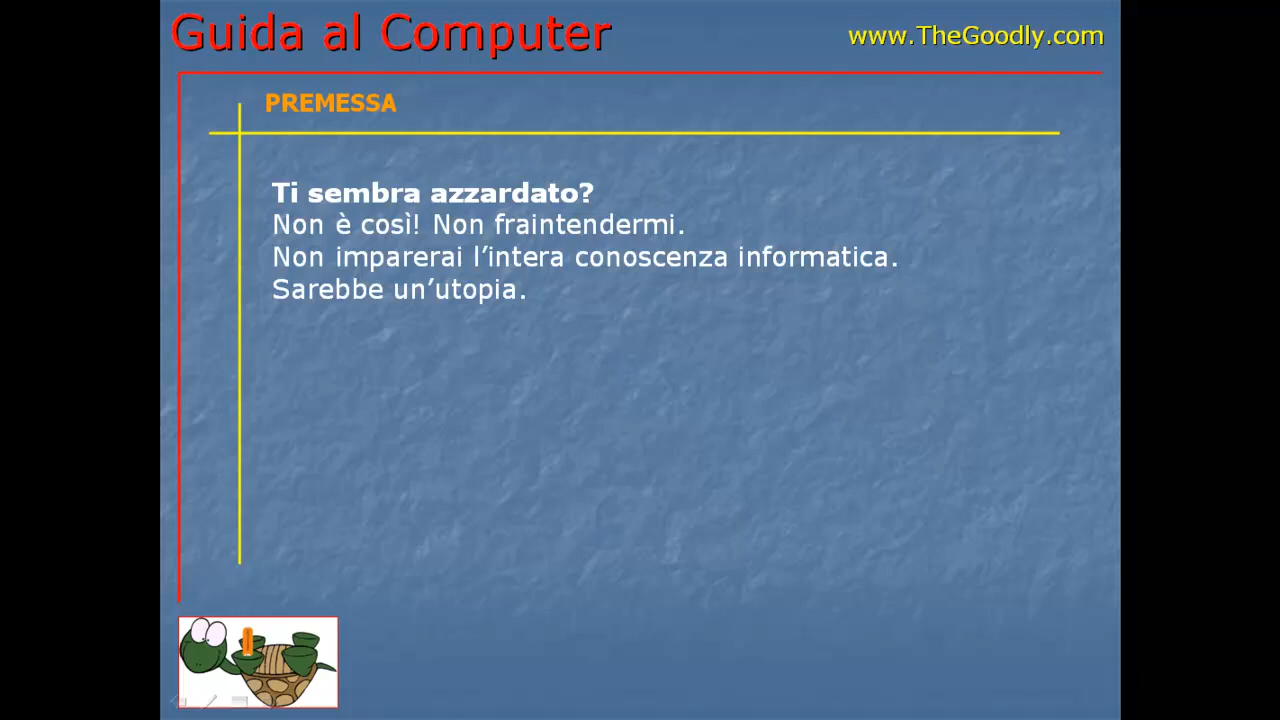 Guida al Computer
www.TheGoodly.com
PREMESSA
Ti sembra azzardato?
Non è così! Non fraintendermi.
Non imparerai l’intera conoscenza informatica.
Sarebbe un’utopia.